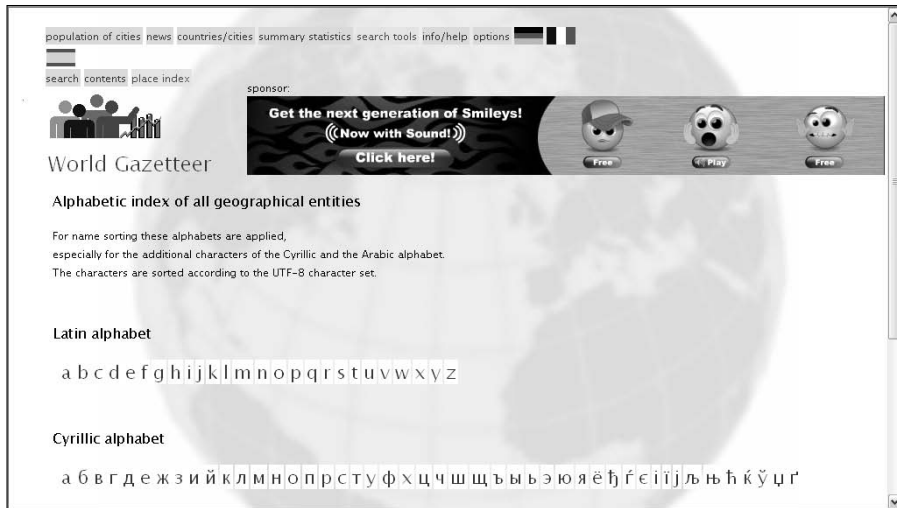 population of cities news countries/cities summary statistics search tools info/help options
search contents place index
sponsor:
Get the next generation of Smileys!
((Now with Sound!))
Click here!
Free
Play
Free
World Gazetteer
Alphabetic index of all geographical entities
For name sorting these alphabets are applied,
especially for the additional characters of the Cyrillic and the Arabic alphabet.
The characters are sorted according to the UTF-8 character set.
Latin alphabet
a b c d e f g h i j k l m n o p q r s t u v w x y z
Cyrillic alphabet
а б в г д е ж з и й к л м н о п р с т у ф х ц ч ш щ ъ ы ь э ю я ё ђ ѓ є і ї ј љ њ ћ ќ ў џ ґ